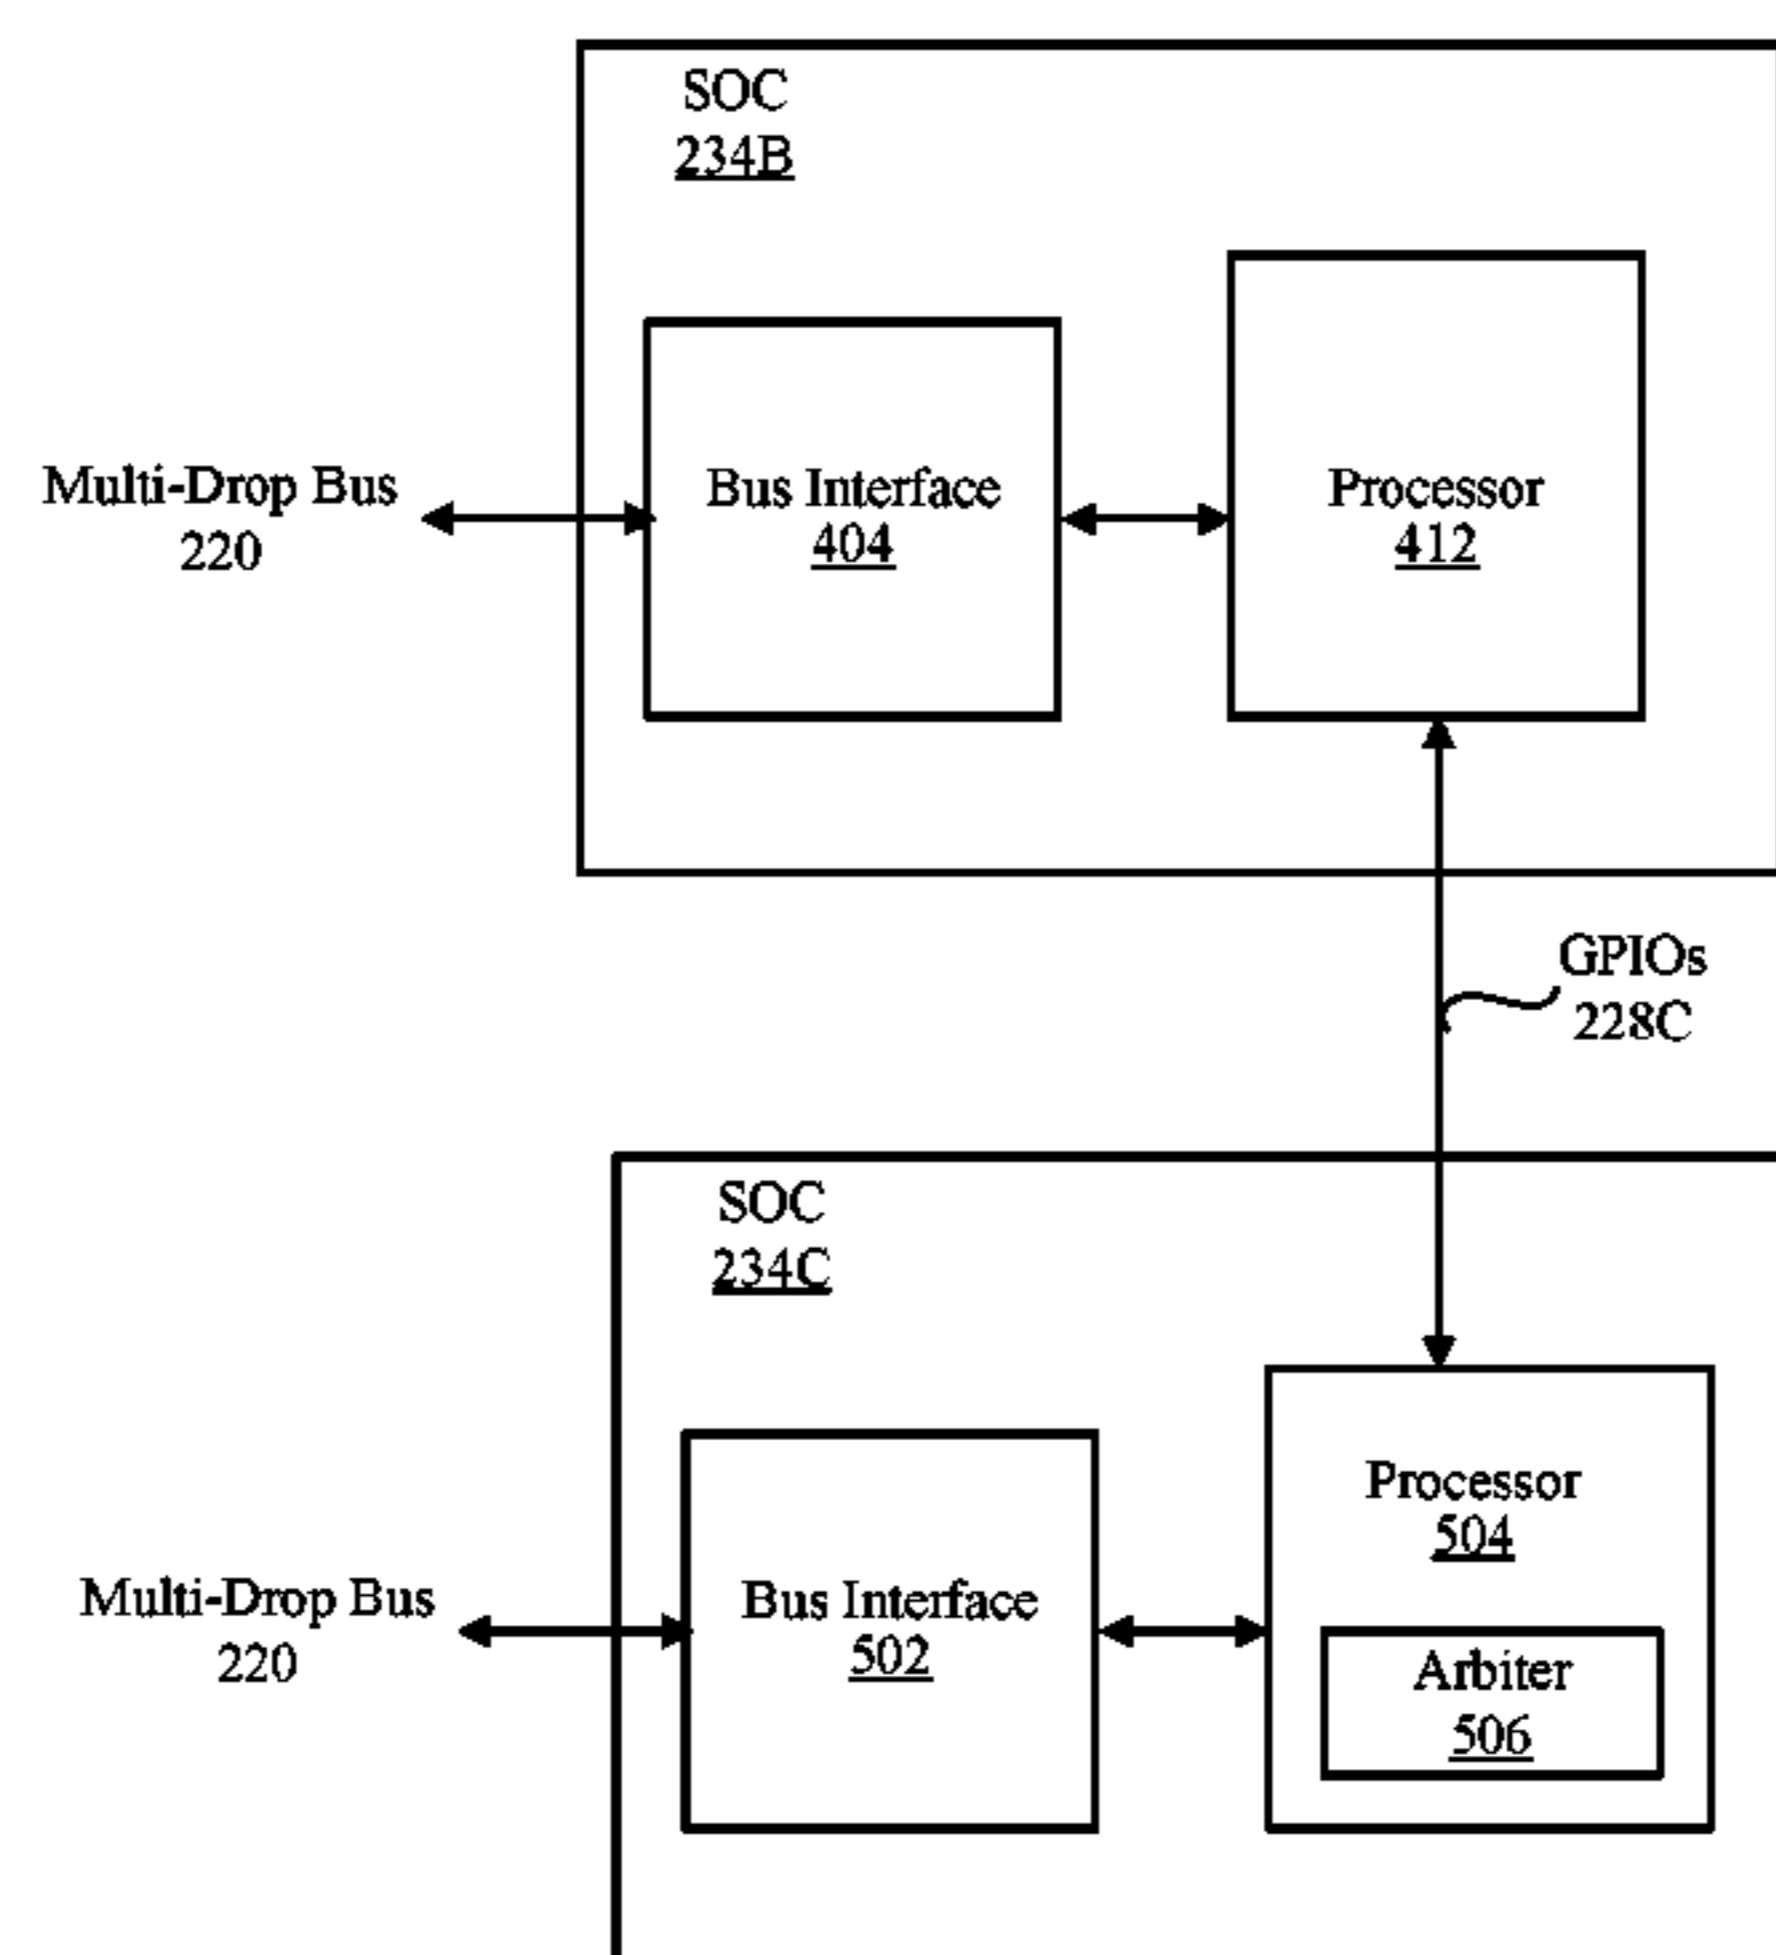 SOC
234B
Multi-Drop Bus
220
Bus Interface
404
Processor
412
GPIOs
228C
SOC
234C
Multi-Drop Bus
220
Bus Interface
502
Processor
504
Arbiter
506